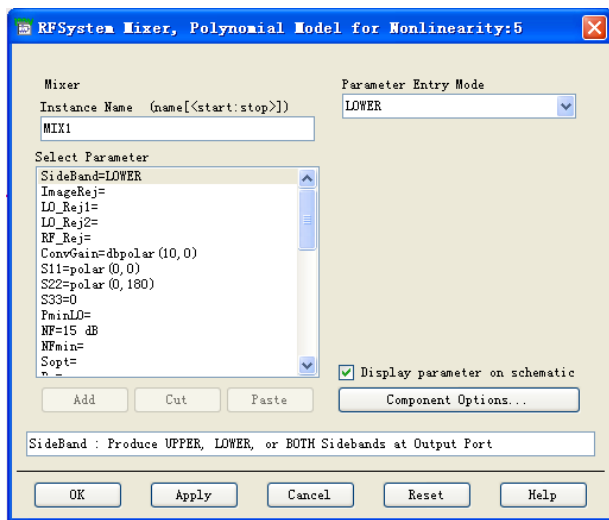 RFSystem Mixer, Polynomial Model for Nonlinearity:5
Mixer
Instance Name (name[<start:stop>])
MIX1
Select Parameter
SideBand=LOWER
ImageRej=
LO_Rej1=
LO_Rej2=
RF_Rej=
ConvGain=dbpolar(10,0)
S11=polar(0,0)
S22=polar(0,180)
S33=0
PminLO=
NF=15 dB
NFmin=
Sopt=
Add Cut Paste
Parameter Entry Mode
LOWER
Display parameter on schematic
Component Options...
SideBand : Produce UPPER, LOWER, or BOTH Sidebands at Output Port
OK Apply Cancel Reset Help